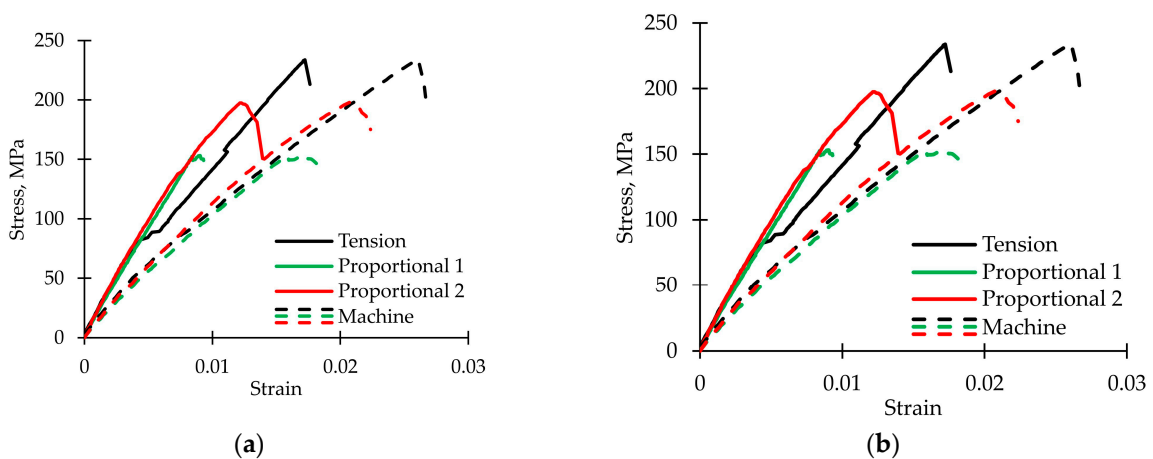 250
200
150
100
50
0
Stress, MPa
Tension
Proportional 1
Proportional 2
Machine
0
0.01
0.02
0.03
Strain
(a)
250
200
150
100
50
0
Stress, MPa
Tension
Proportional 1
Proportional 2
Machine
0
0.01
0.02
0.03
Strain
(b)